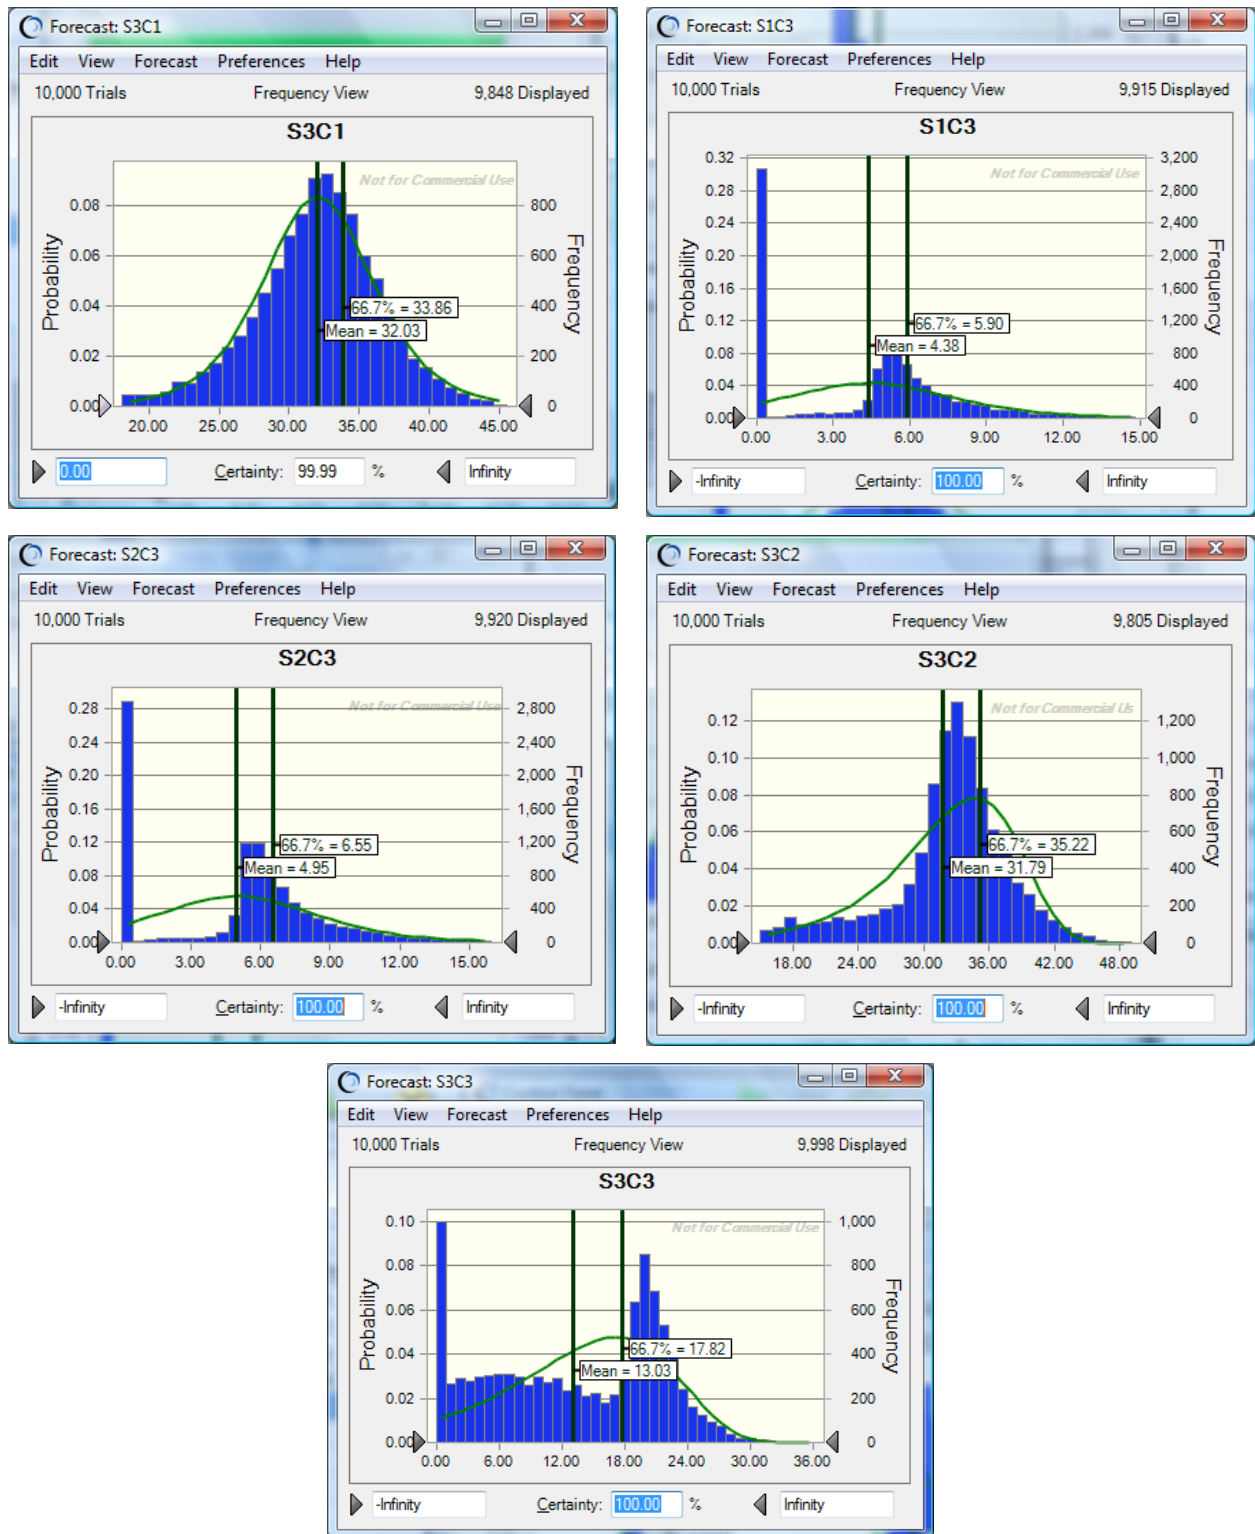 Forecast: S3C1
Edit View Forecast Preferences Help
10,000 Trials Frequency View 9,848 Displayed
S3C1
Not for Commercial Use
Probability
Frequency
0.08 800
0.06 600
0.04 400
0.02 200
0.00 0
66.7% = 33.86
Mean = 32.03
20.00 25.00 30.00 35.00 40.00 45.00
0.00 Certainty: 99.99 % Infinity
Forecast: S1C3
Edit View Forecast Preferences Help
10,000 Trials Frequency View 9,915 Displayed
S1C3
Not for Commercial Use
Probability
Frequency
0.32 3,200
0.28 2,800
0.24 2,400
0.20 2,000
0.16 1,600
0.12 1,200
0.08 800
0.04 400
0.00 0
66.7% = 5.90
Mean = 4.38
0.00 3.00 6.00 9.00 12.00 15.00
-Infinity Certainty: 100.00 % Infinity
Forecast: S2C3
Edit View Forecast Preferences Help
10,000 Trials Frequency View 9,920 Displayed
S2C3
Not for Commercial Use
Probability
Frequency
0.28 2,800
0.24 2,400
0.20 2,000
0.16 1,600
0.12 1,200
0.08 800
0.04 400
0.00 0
66.7% = 6.55
Mean = 4.95
0.00 3.00 6.00 9.00 12.00 15.00
-Infinity Certainty: 100.00 % Infinity
Forecast: S3C2
Edit View Forecast Preferences Help
10,000 Trials Frequency View 9,805 Displayed
S3C2
Not for Commercial Us
Probability
Frequency
0.12 1,200
0.10 1,000
0.08 800
0.06 600
0.04 400
0.02 200
0.00 0
66.7% = 35.22
Mean = 31.79
18.00 24.00 30.00 36.00 42.00 48.00
-Infinity Certainty: 100.00 % Infinity
Forecast: S3C3
Edit View Forecast Preferences Help
10,000 Trials Frequency View 9,998 Displayed
S3C3
Not for Commercial Use
Probability
Frequency
0.10 1,000
0.08 800
0.06 600
0.04 400
0.02 200
0.00 0
66.7% = 17.82
Mean = 13.03
0.00 6.00 12.00 18.00 24.00 30.00 36.00
-Infinity Certainty: 100.00 % Infinity